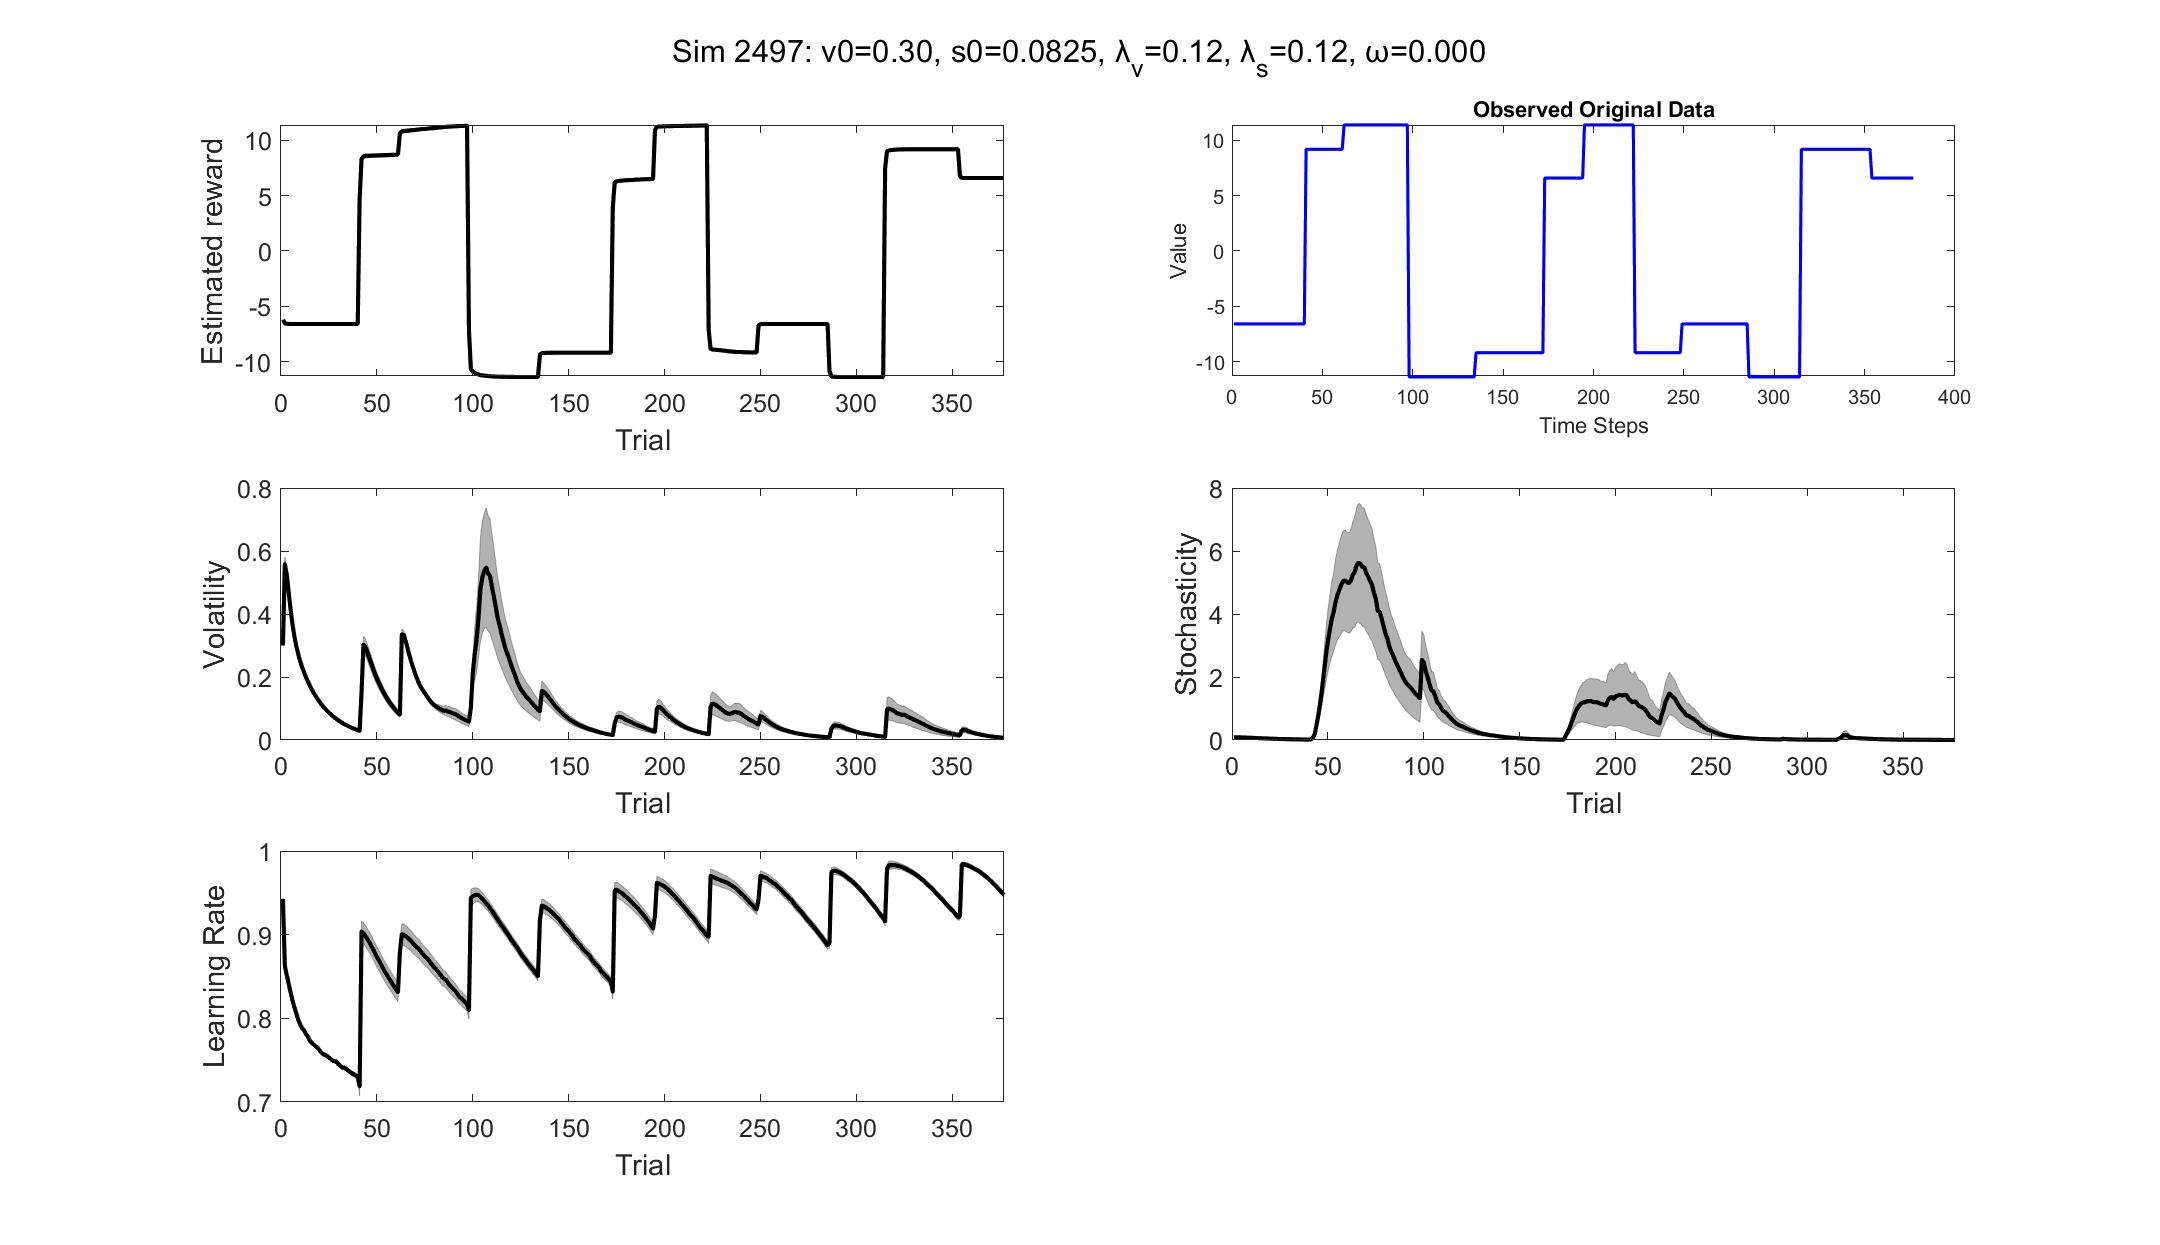 Sim 2497: v0=0.30, s0=0.0825, λ_v=0.12, λ_s=0.12, ω=0.000
Estimated reward
10
5
0
-5
-10
0 50 100 150 200 250 300 350
Trial
Observed Original Data
Value
10
5
0
-5
-10
0 50 100 150 200 250 300 350 400
Time Steps
Volatility
0.8
0.6
0.4
0.2
0
0 50 100 150 200 250 300 350
Trial
Stochasticity
8
6
4
2
0
0 50 100 150 200 250 300 350
Trial
Learning Rate
1
0.9
0.8
0.7
0 50 100 150 200 250 300 350
Trial